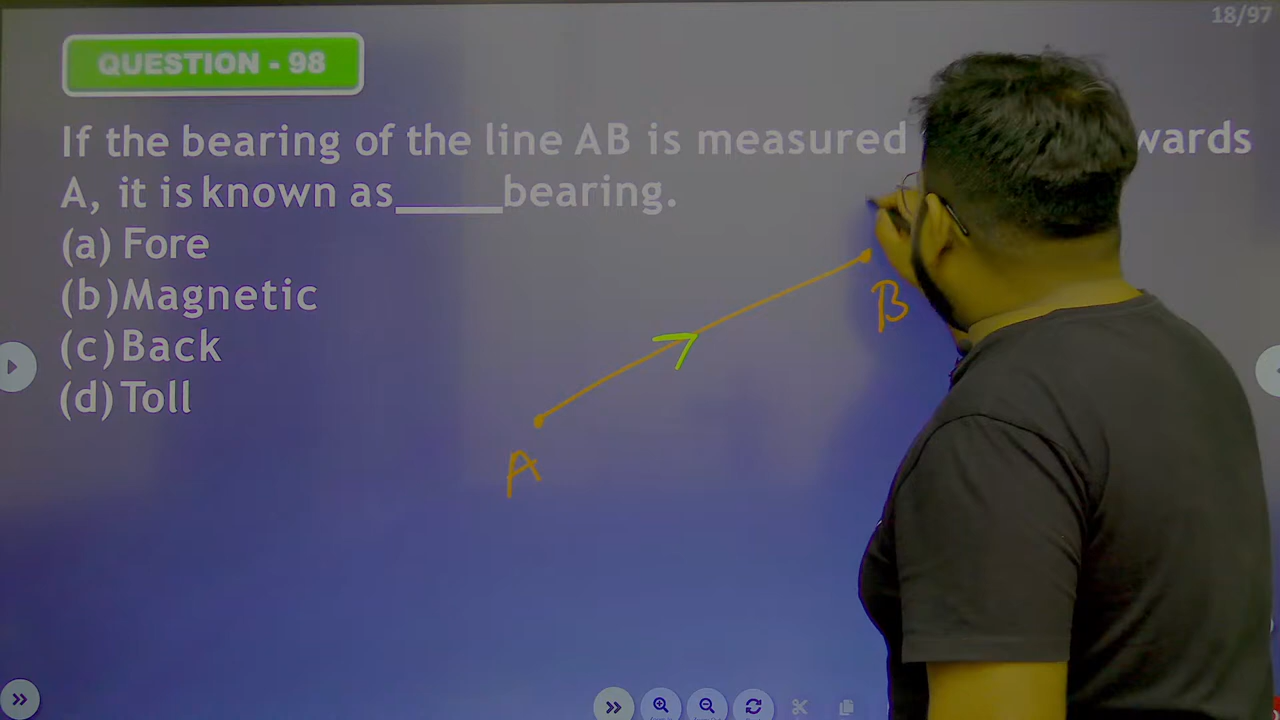 18/97
QUESTION - 98
If the bearing of the line AB is measured wards
A, it is known as_____bearing.
(a) Fore
(b) Magnetic
(c) Back
(d) Toll
B
A